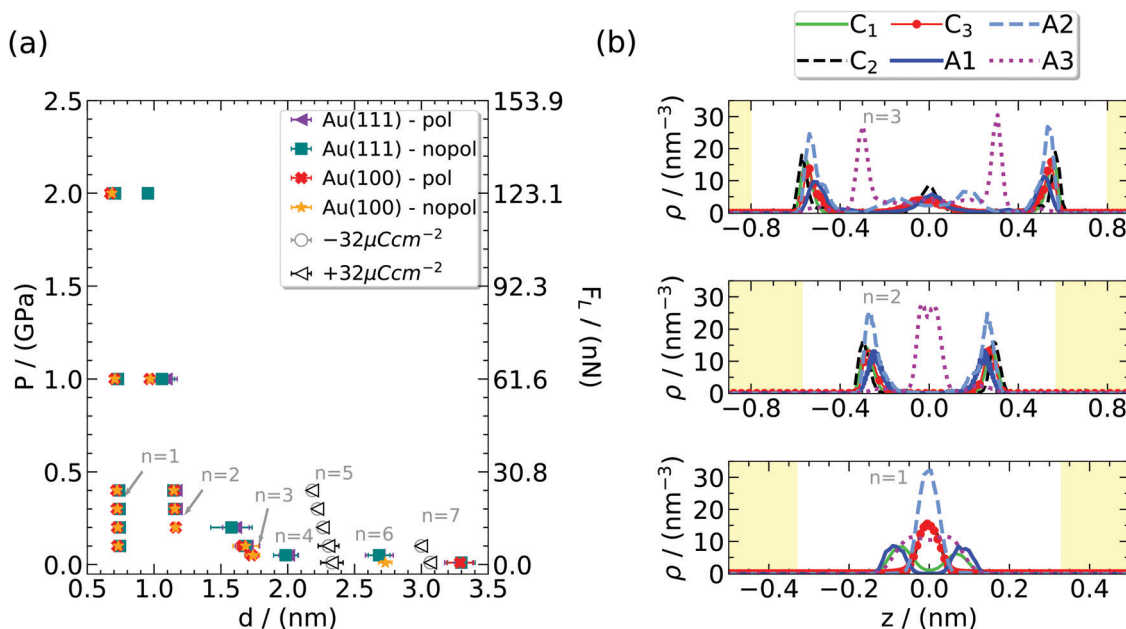 (a)
2.5
2.0
1.5
1.0
0.5
0.0
P / (GPa)
0.5 1.0 1.5 2.0 2.5 3.0 3.5
d / (nm)
153.9
123.1
92.3
61.6
30.8
0.0
F_L / (nN)
Au(111) - pol
Au(111) - nopol
Au(100) - pol
Au(100) - nopol
−32μCcm⁻²
+32μCcm⁻²
n=1
n=2
n=3
n=4
n=5
n=6
n=7
(b)
C₁ C₃ A2
C₂ A1 A3
n=3
30
20
10
0
ρ / (nm⁻³)
−0.8 −0.4 0.0 0.4 0.8
n=2
30
20
10
0
ρ / (nm⁻³)
−0.8 −0.4 0.0 0.4 0.8
n=1
30
20
10
0
ρ / (nm⁻³)
−0.4 −0.2 0.0 0.2 0.4
z / (nm)